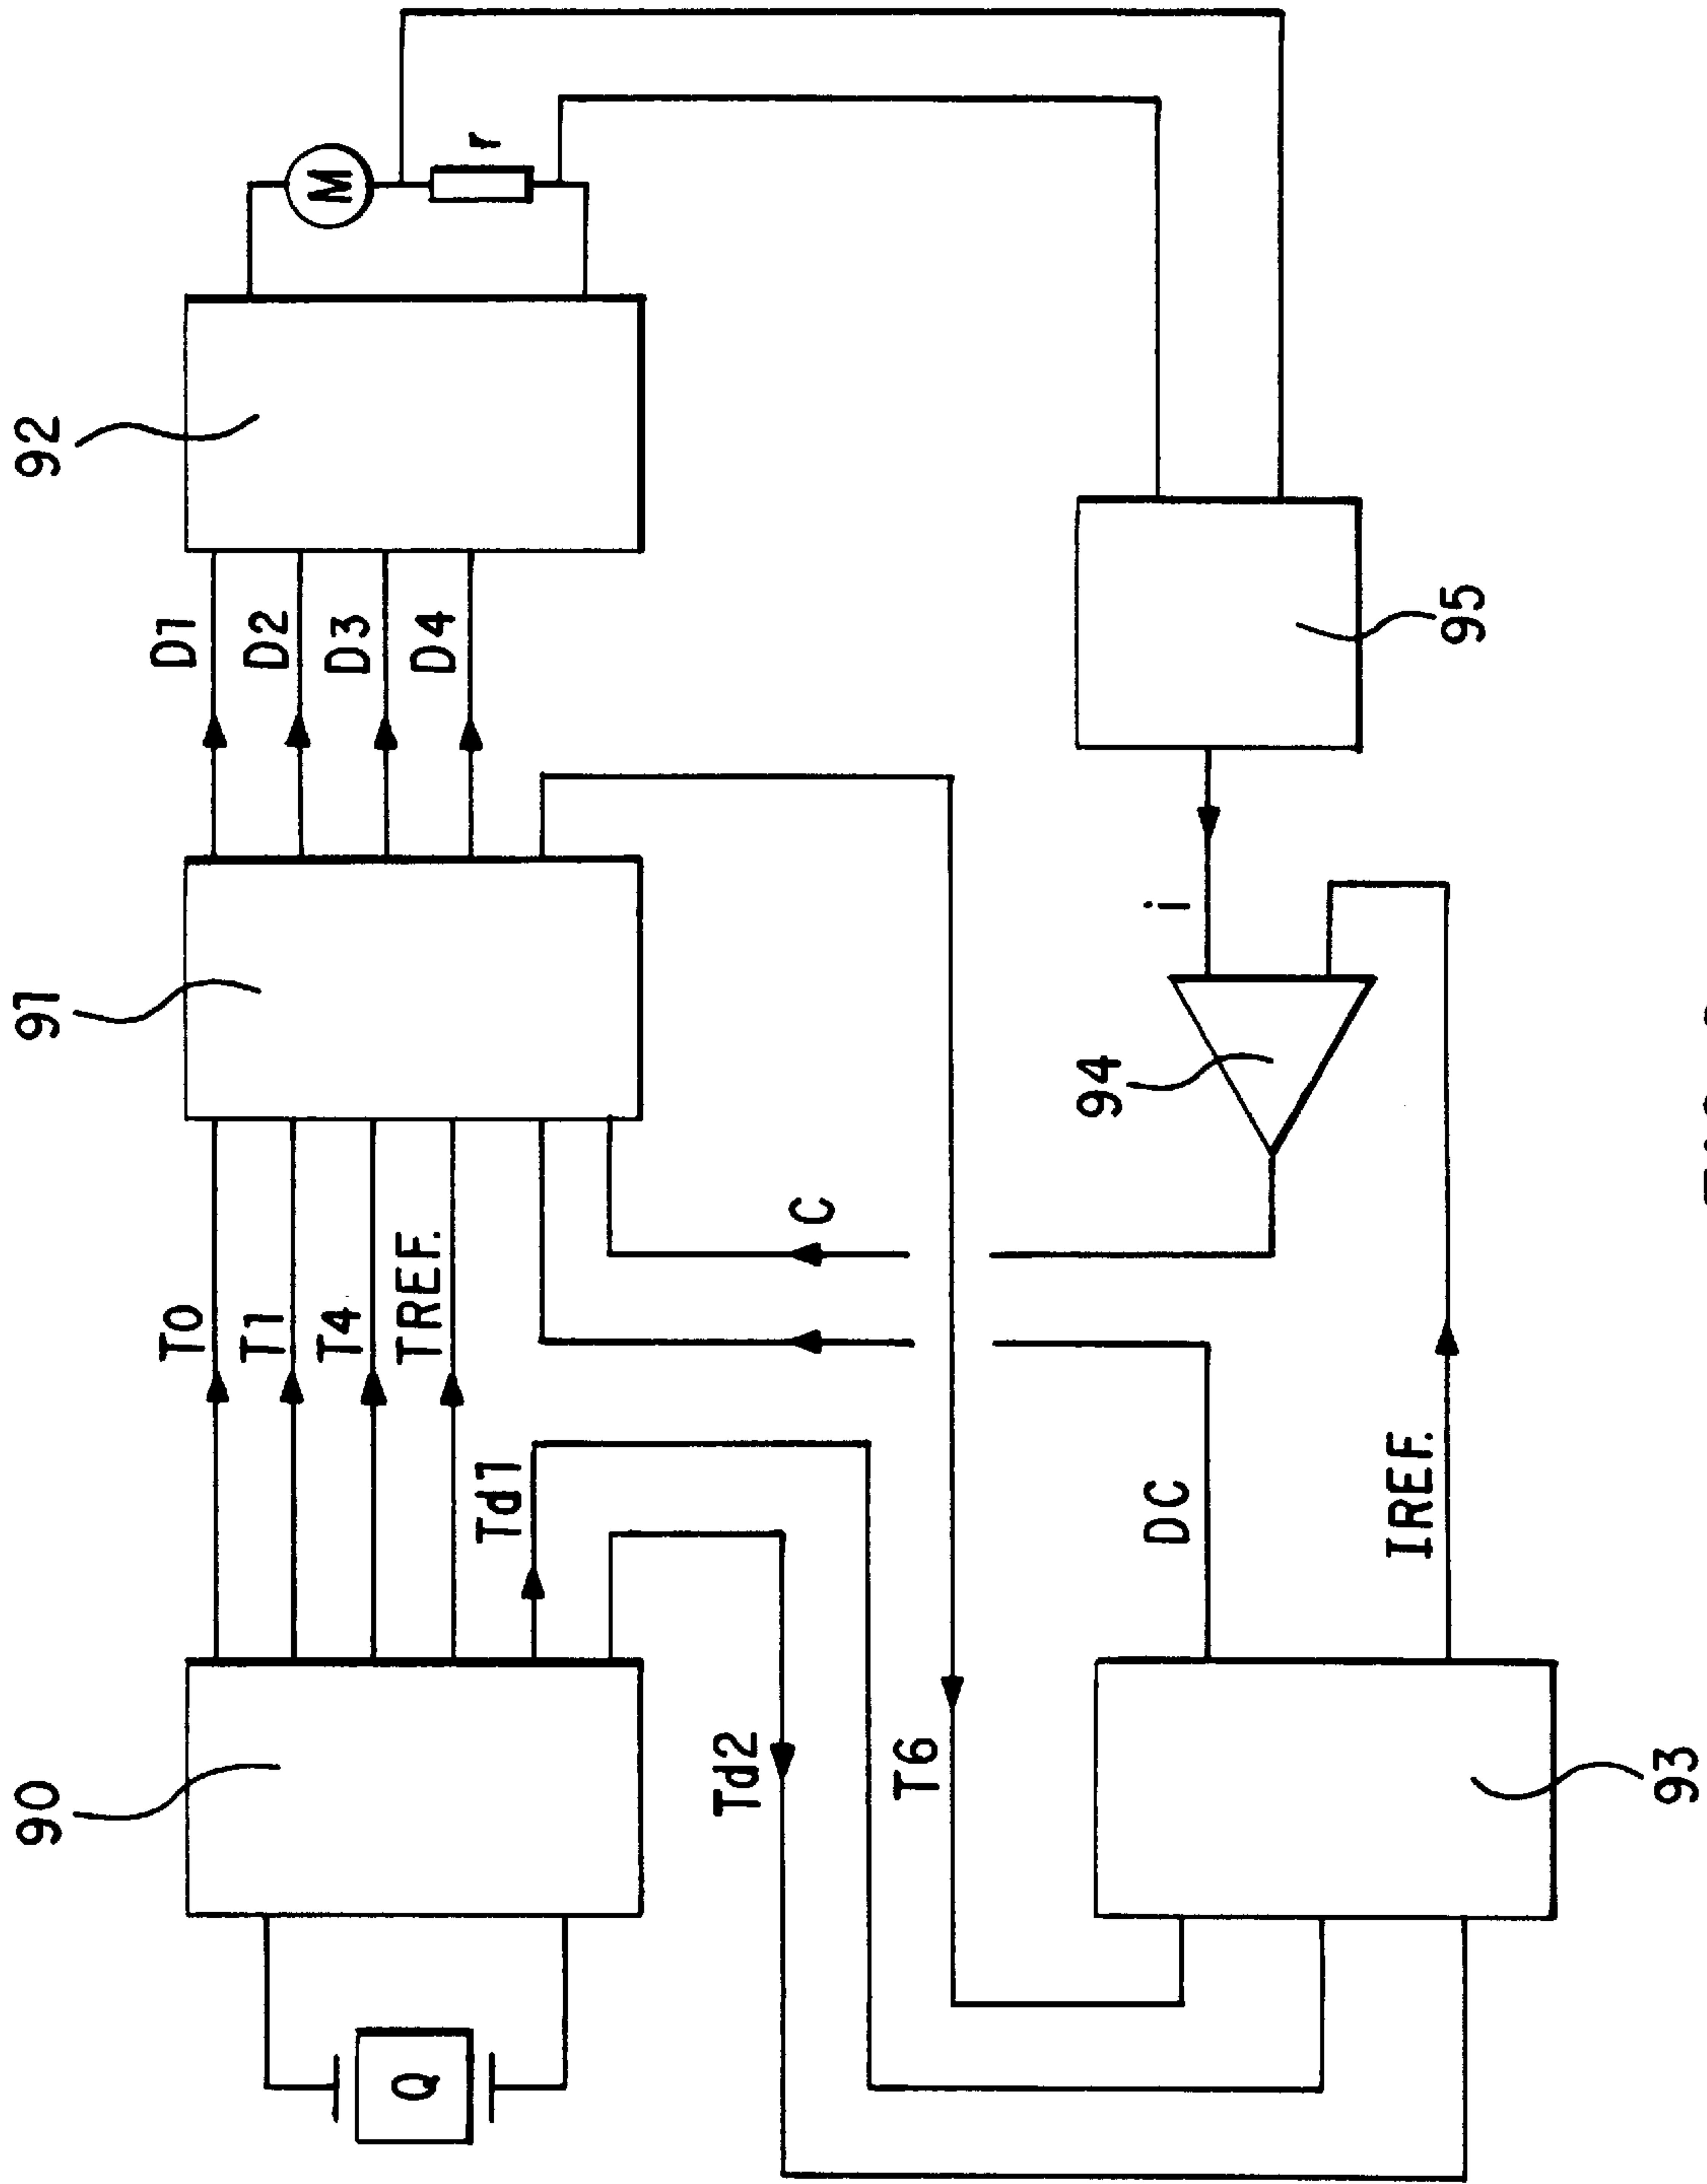 90
91
92
T0
T1
T4
TREF.
Td1
Td2
D1
D2
D3
D4
Q
M
r
C
T6
DC
IREF.
i
93
94
95